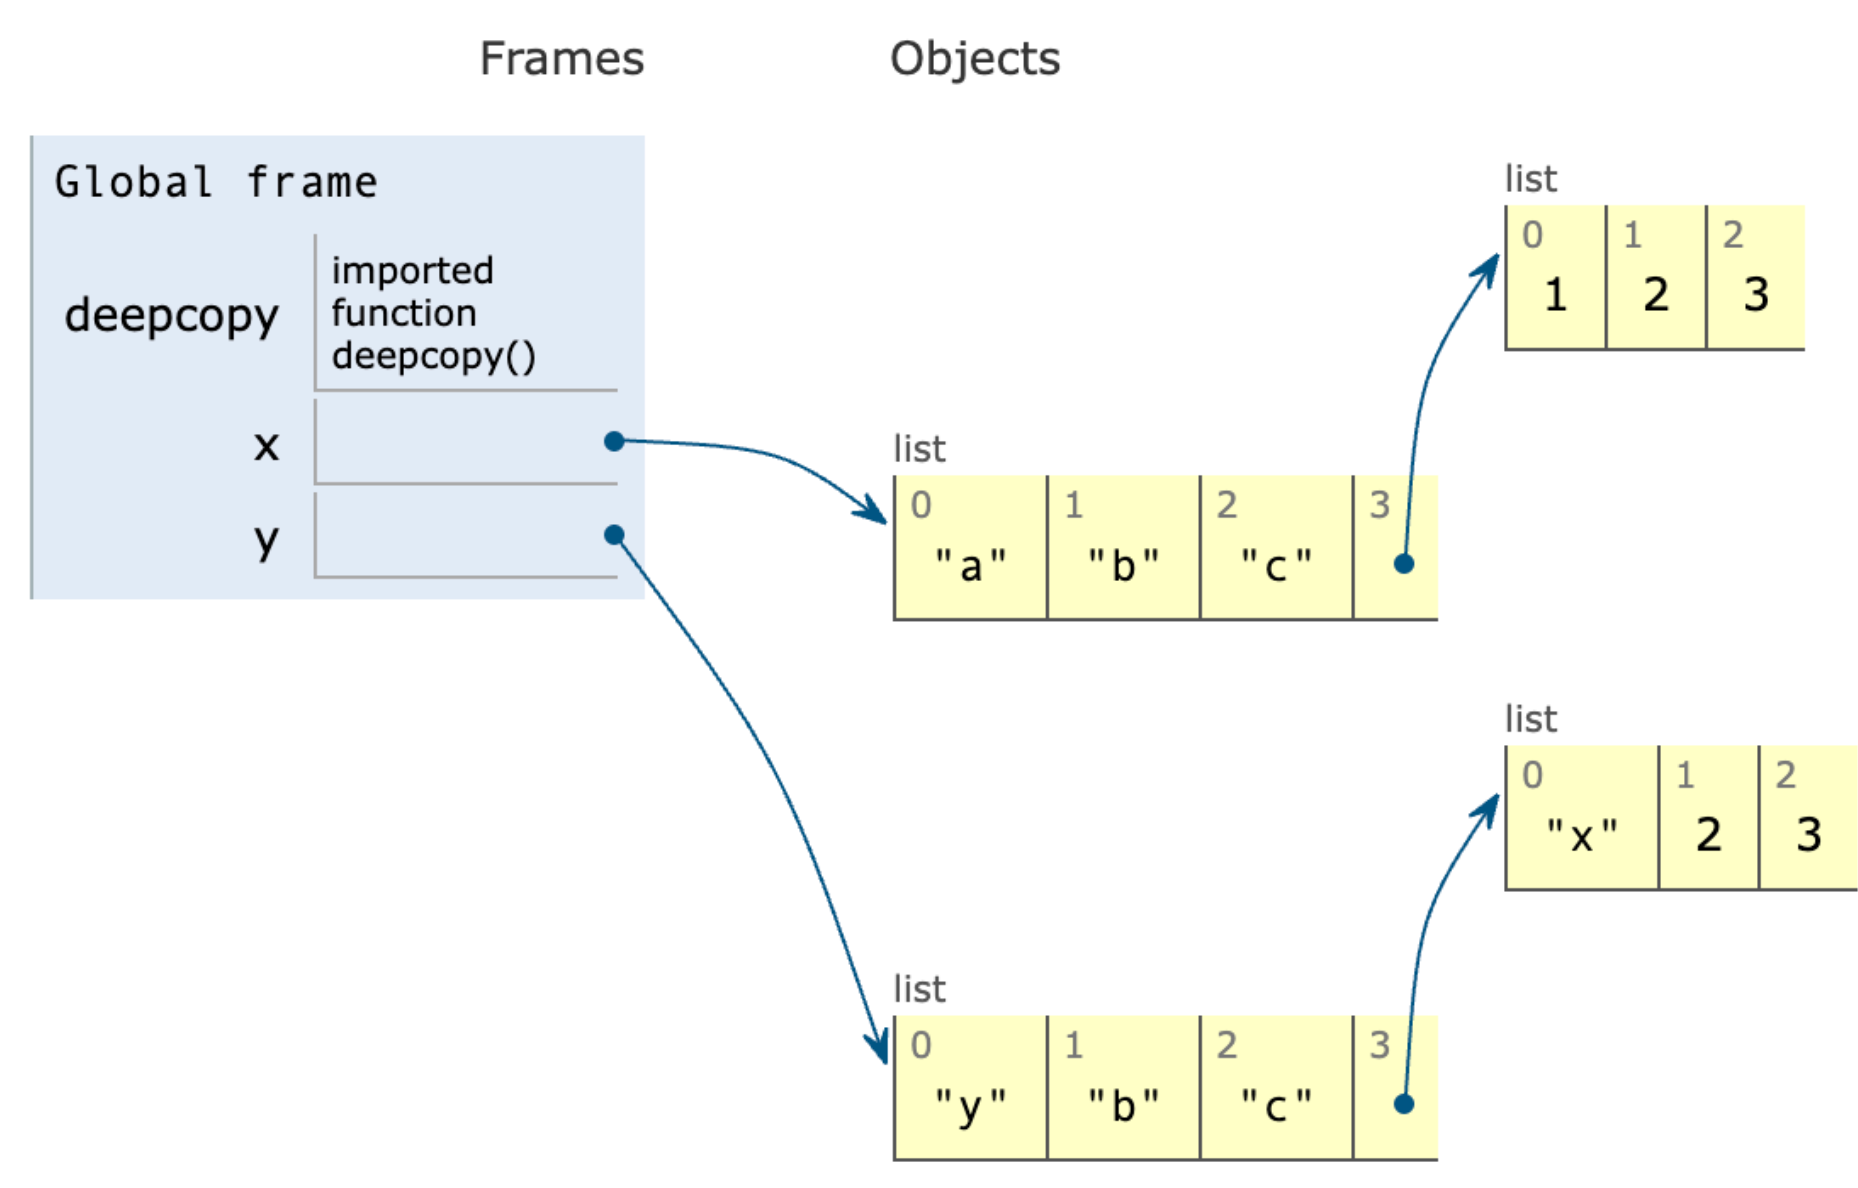 Frames
Objects
Global frame
deepcopy
imported
function
deepcopy()
x
y
list
0 1 2
1 2 3
list
0 1 2 3
"a" "b" "c"
list
0 1 2
"x" 2 3
list
0 1 2 3
"y" "b" "c"